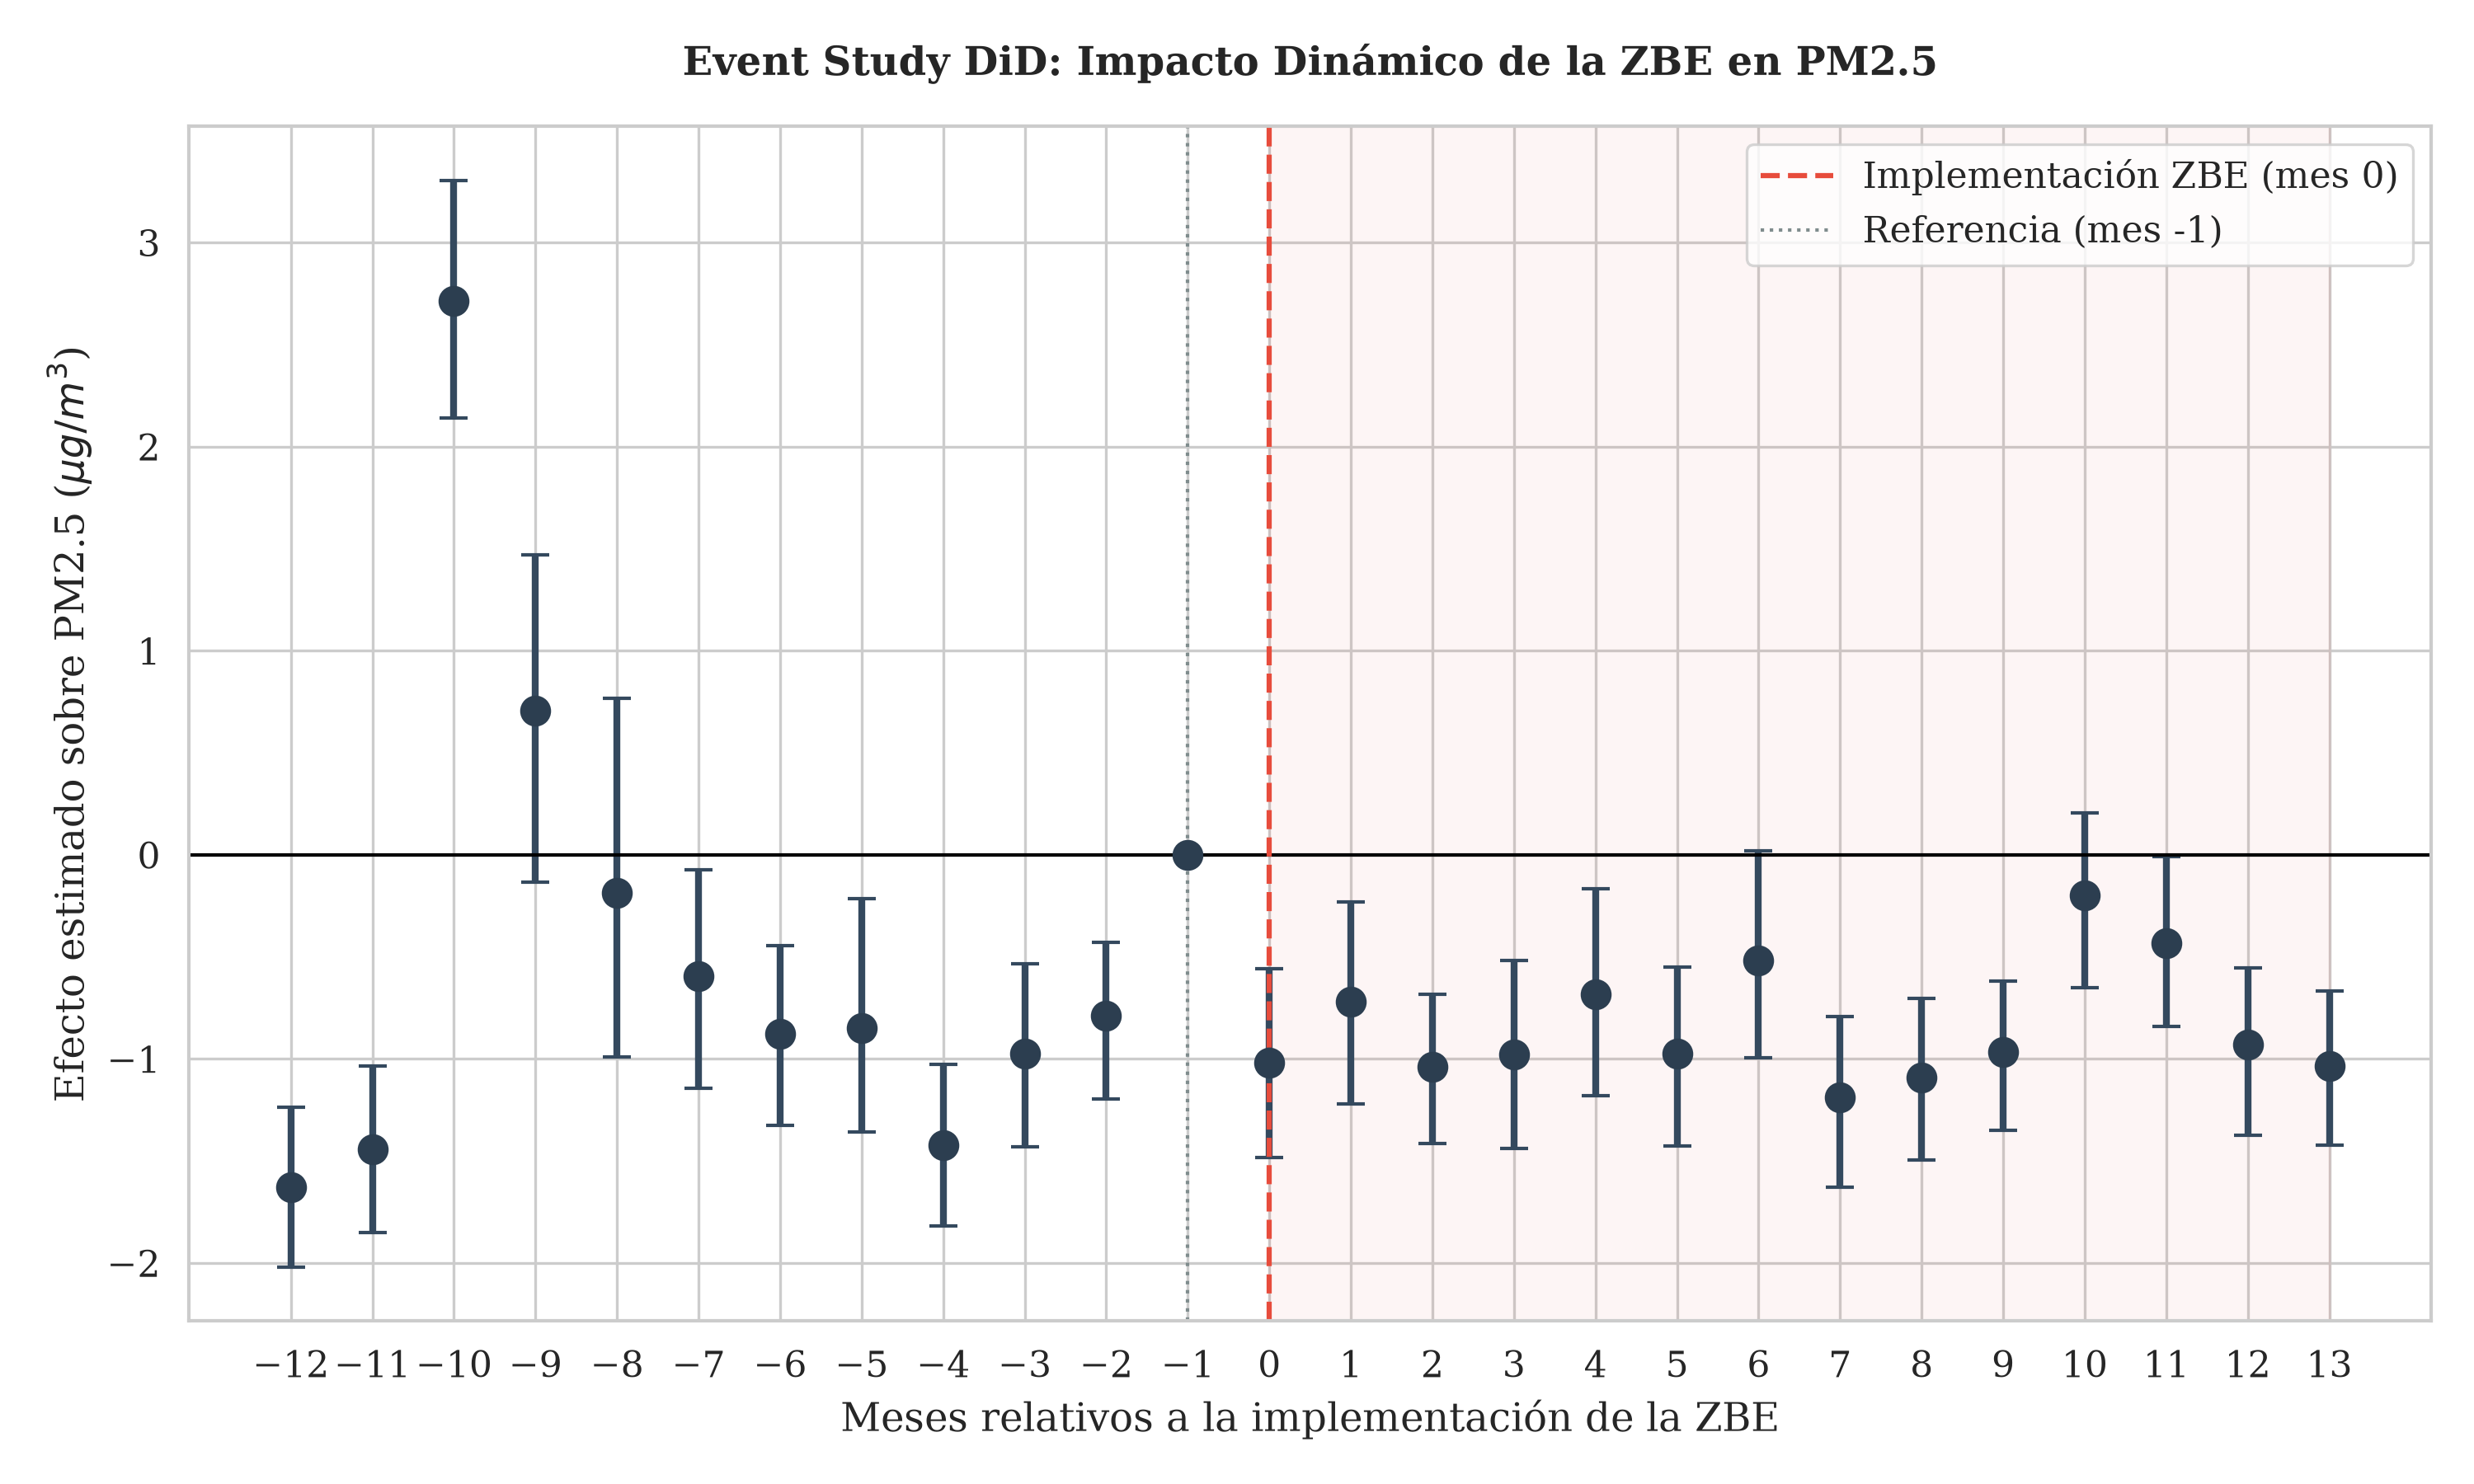 Event Study DiD: Impacto Dinámico de la ZBE en PM2.5
Implementación ZBE (mes 0)
Referencia (mes -1)
Efecto estimado sobre PM2.5 (μg/m³)
3
2
1
0
−1
−2
−12 −11 −10 −9 −8 −7 −6 −5 −4 −3 −2 −1 0 1 2 3 4 5 6 7 8 9 10 11 12 13
Meses relativos a la implementación de la ZBE